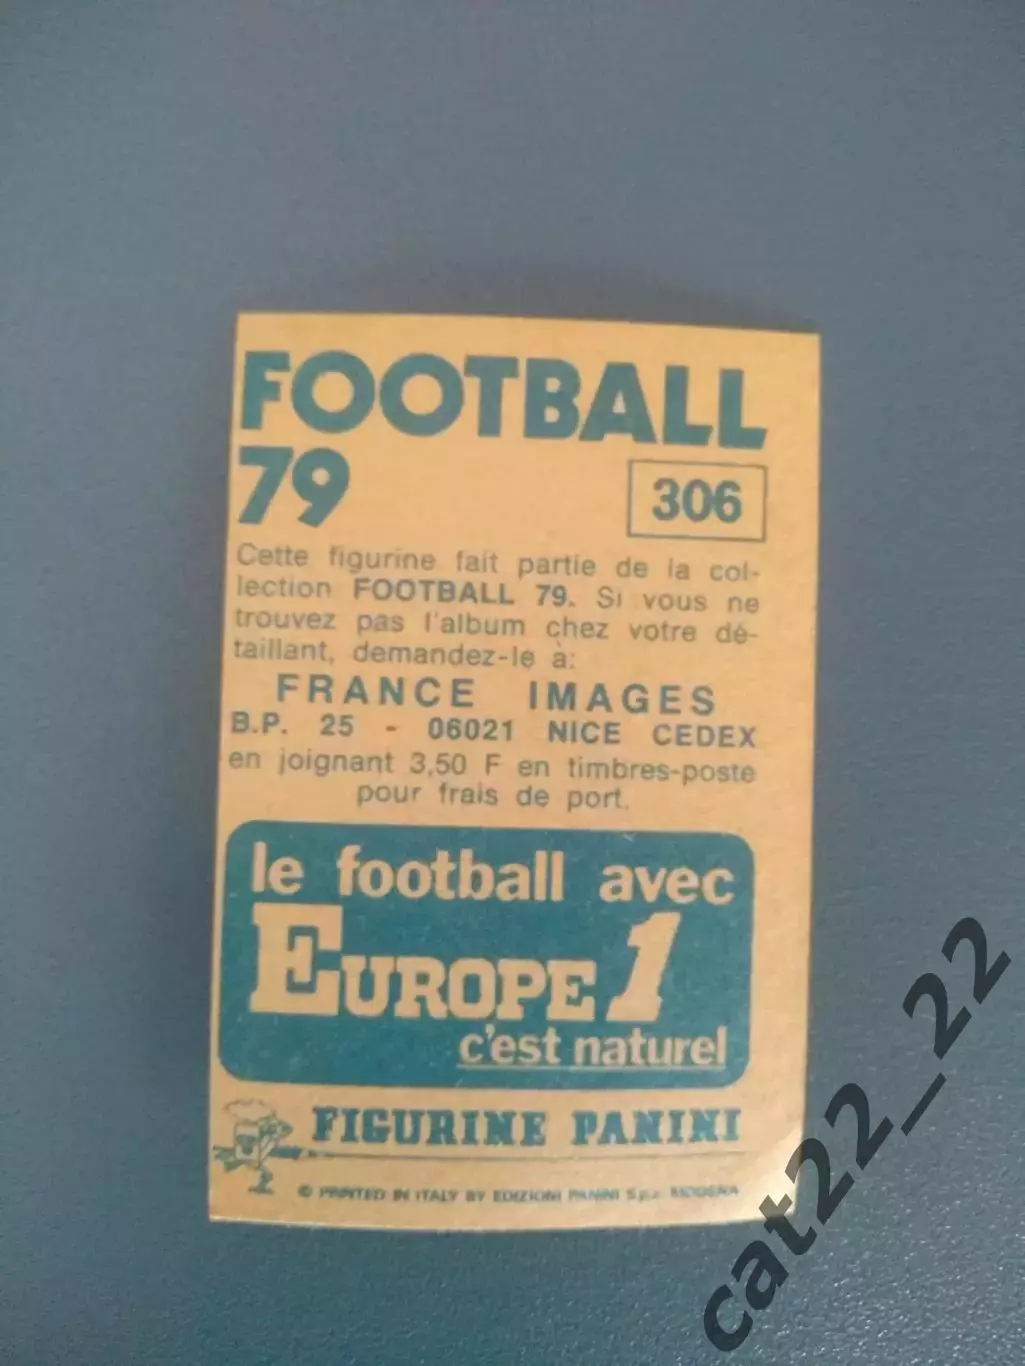 FOOTBALL
79
306
Cette figurine fait partie de la col-
lection FOOTBALL 79. Si vous ne
trouvez pas l'album chez votre dé-
taillant, demandez-le à:
FRANCE IMAGES
B.P. 25 - 06021 NICE CEDEX
en joignant 3,50 F en timbres-poste
pour frais de port.
le football avec
EUROPE 1
c'est naturel
FIGURINE PANINI
© PRINTED IN ITALY BY EDIZIONI PANINI S.p.A. MODENA
cat22_22